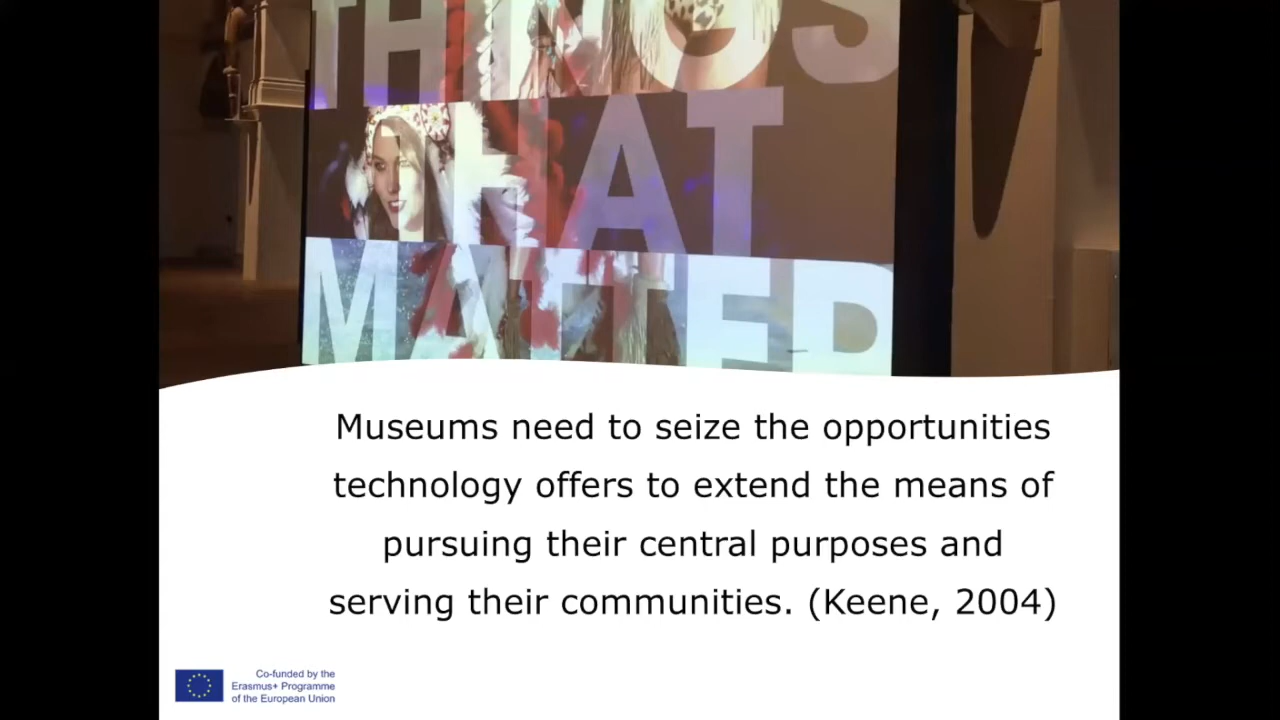 THINGS
THAT
MATTER
Museums need to seize the opportunities
technology offers to extend the means of
pursuing their central purposes and
serving their communities. (Keene, 2004)
Co-funded by the
Erasmus+ Programme
of the European Union